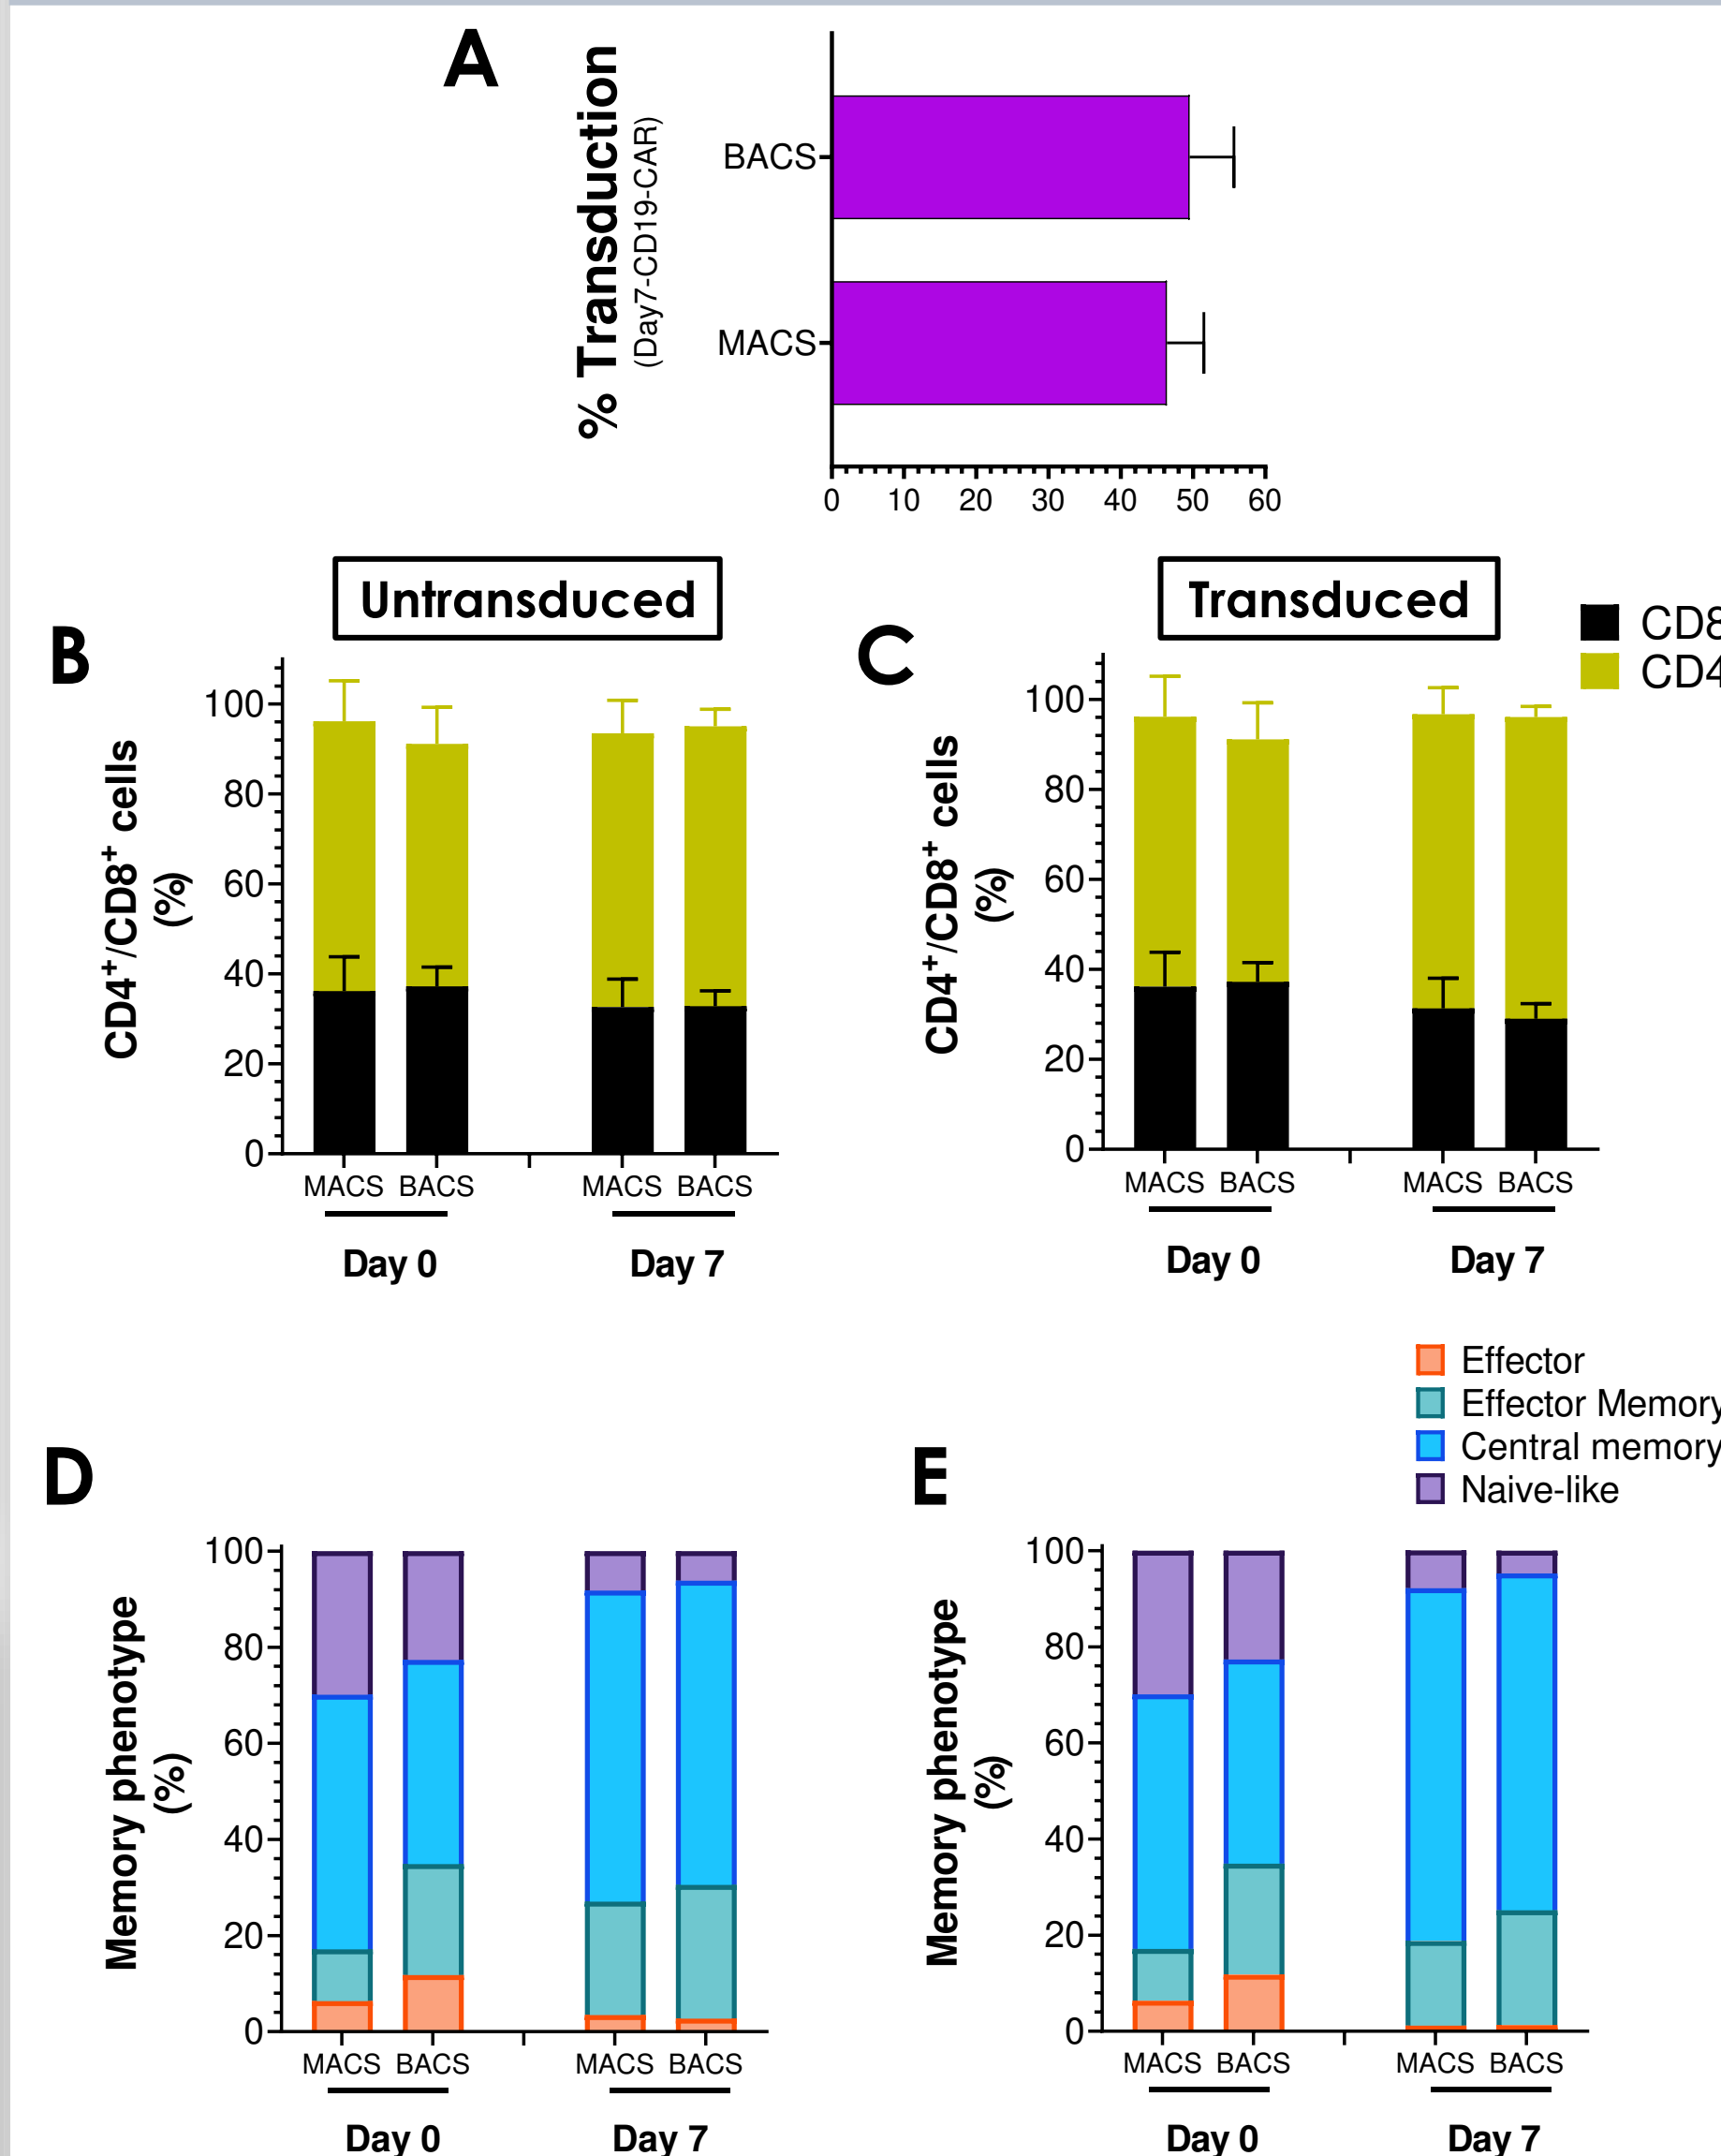 A
% Transduction
(Day7-CD19-CAR)
BACS
MACS
0 10 20 30 40 50 60
Untransduced
Transduced
CD8
CD4
B
CD4+/CD8+ cells
(%)
100
80
60
40
20
0
MACS BACS MACS BACS
Day 0 Day 7
C
CD4+/CD8+ cells
(%)
100
80
60
40
20
0
MACS BACS MACS BACS
Day 0 Day 7
Effector
Effector Memory
Central memory
Naive-like
D
Memory phenotype
(%)
100
80
60
40
20
0
MACS BACS MACS BACS
Day 0 Day 7
E
Memory phenotype
(%)
100
80
60
40
20
0
MACS BACS MACS BACS
Day 0 Day 7